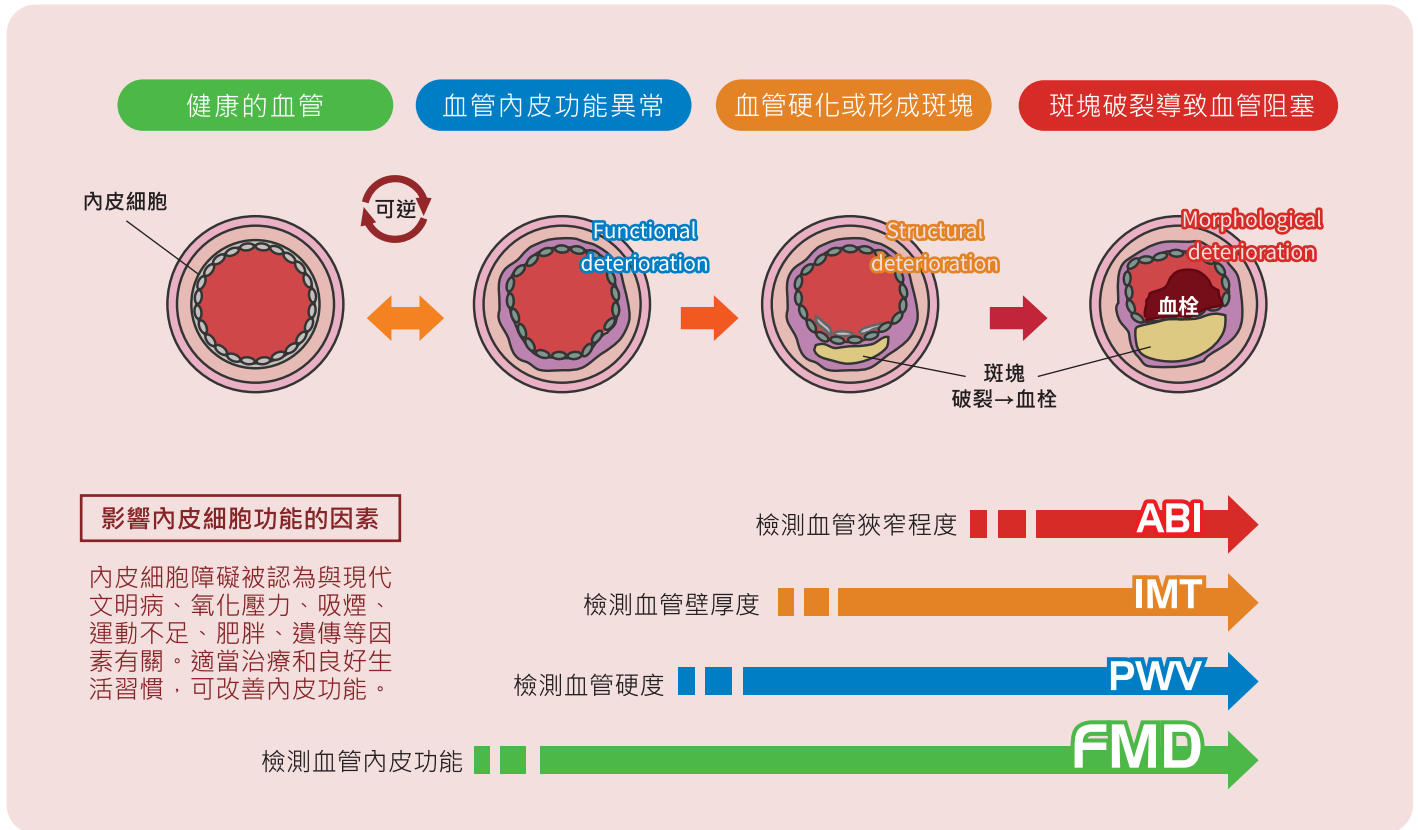 健康的血管
血管內皮功能異常
血管硬化或形成斑塊
斑塊破裂導致血管阻塞
內皮細胞
可逆
Functional
deterioration
Structural
deterioration
Morphological
deterioration
血栓
斑塊
破裂→血栓
影響內皮細胞功能的因素
內皮細胞障礙被認為與現代
文明病、氧化壓力、吸煙、
運動不足、肥胖、遺傳等因
素有關。適當治療和良好生
活習慣，可改善內皮功能。
檢測血管狹窄程度
ABI
檢測血管壁厚度
IMT
檢測血管硬度
PWV
檢測血管內皮功能
FMD